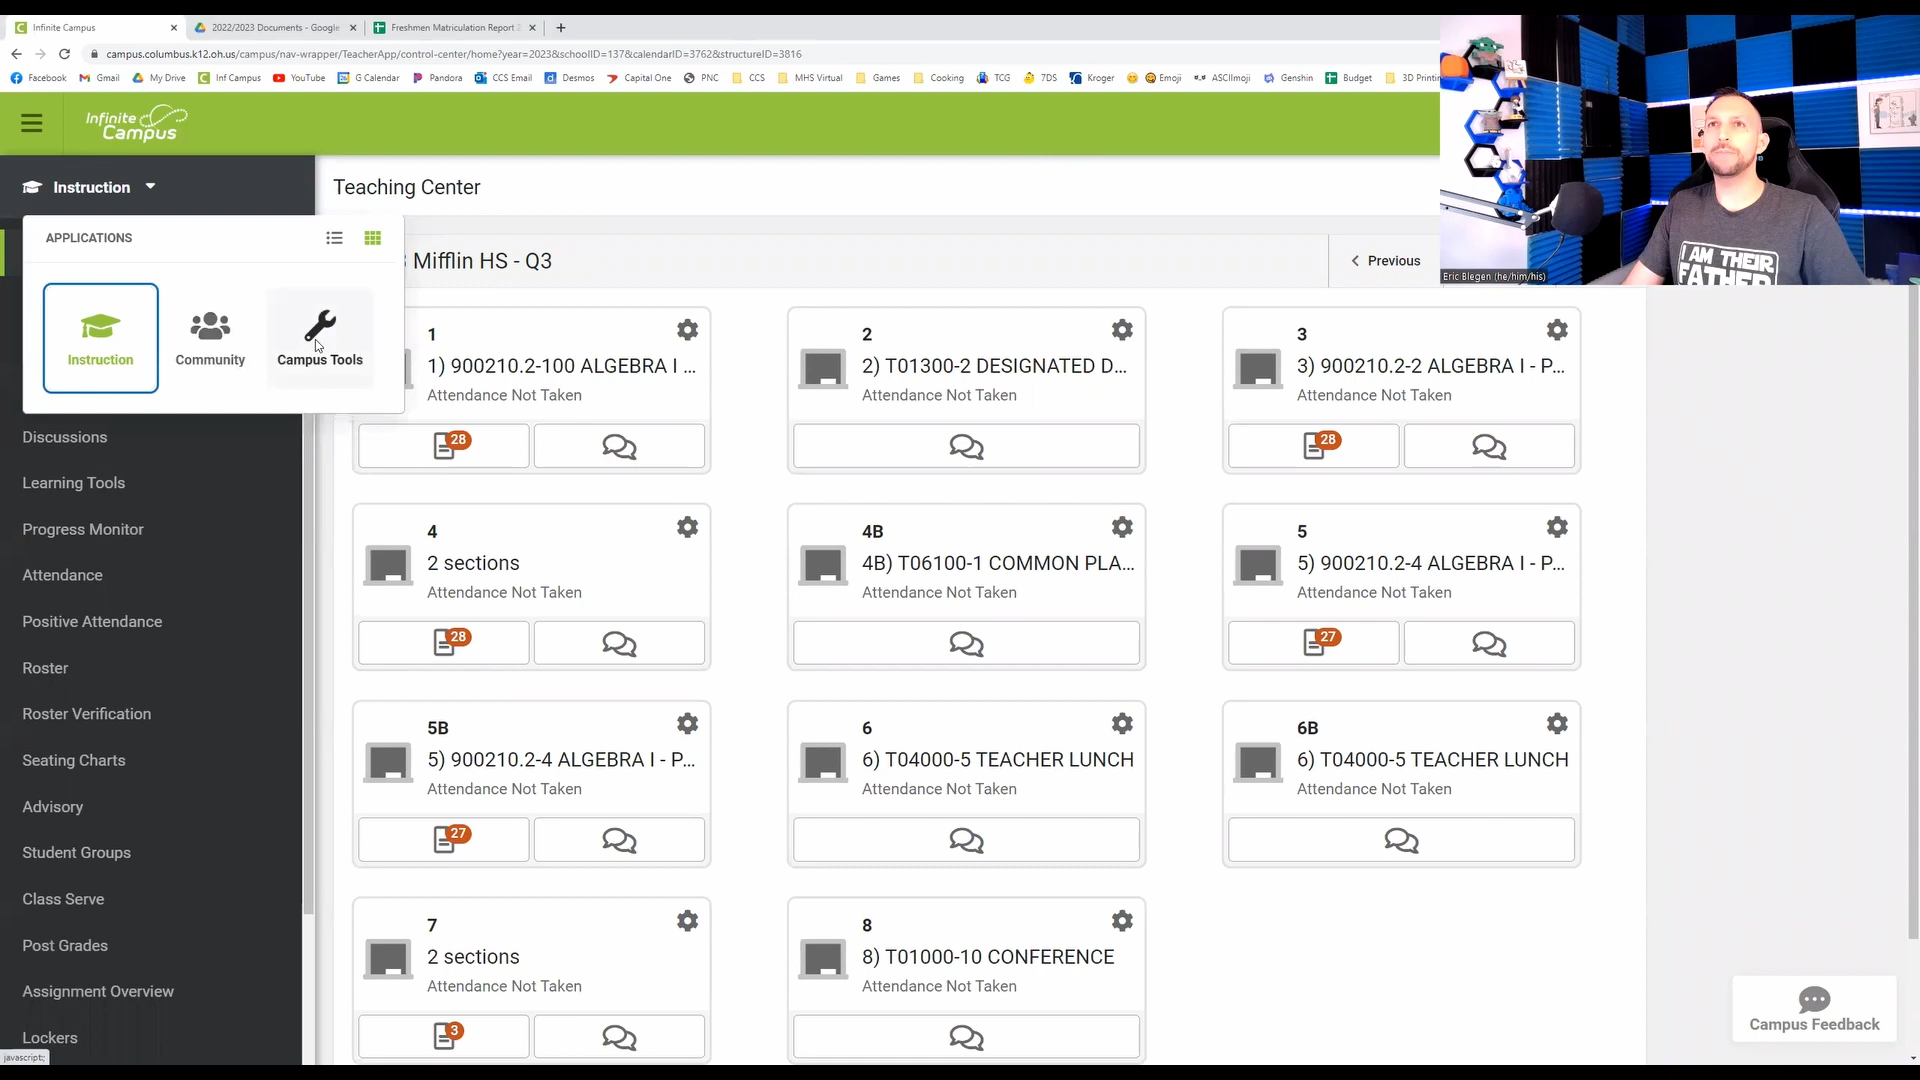 Infinite Campus
2022/2023 Documents - Google
Freshmen Matriculation Report
campus.columbus.k12.oh.us/campus/nav-wrapper/TeacherApp/control-center/home?year=2023&schoolID=137&calendarID=3762&structureID=3816
Facebook Gmail My Drive Inf Campus YouTube G Calendar Pandora CCS Email Desmos Capital One PNC CCS MHS Virtual Games Cooking TCG 7DS Kroger Emoji ASCIImoji Genshin Budget 3D Printin
Infinite
Campus
Instruction
Teaching Center
APPLICATIONS
Mifflin HS - Q3
Previous
Instruction
Community
Campus Tools
Discussions
Learning Tools
Progress Monitor
Attendance
Positive Attendance
Roster
Roster Verification
Seating Charts
Advisory
Student Groups
Class Serve
Post Grades
Assignment Overview
Lockers
javascript:;
1
1) 900210.2-100 ALGEBRA I ...
Attendance Not Taken
28
2
2) T01300-2 DESIGNATED D...
Attendance Not Taken
3
3) 900210.2-2 ALGEBRA I - P...
Attendance Not Taken
28
4
2 sections
Attendance Not Taken
28
4B
4B) T06100-1 COMMON PLA...
Attendance Not Taken
5
5) 900210.2-4 ALGEBRA I - P...
Attendance Not Taken
27
5B
5) 900210.2-4 ALGEBRA I - P...
Attendance Not Taken
27
6
6) T04000-5 TEACHER LUNCH
Attendance Not Taken
6B
6) T04000-5 TEACHER LUNCH
Attendance Not Taken
7
2 sections
Attendance Not Taken
3
8
8) T01000-10 CONFERENCE
Attendance Not Taken
Campus Feedback
I AM THEIR
FATHER
Eric Blegen (he/him/his)